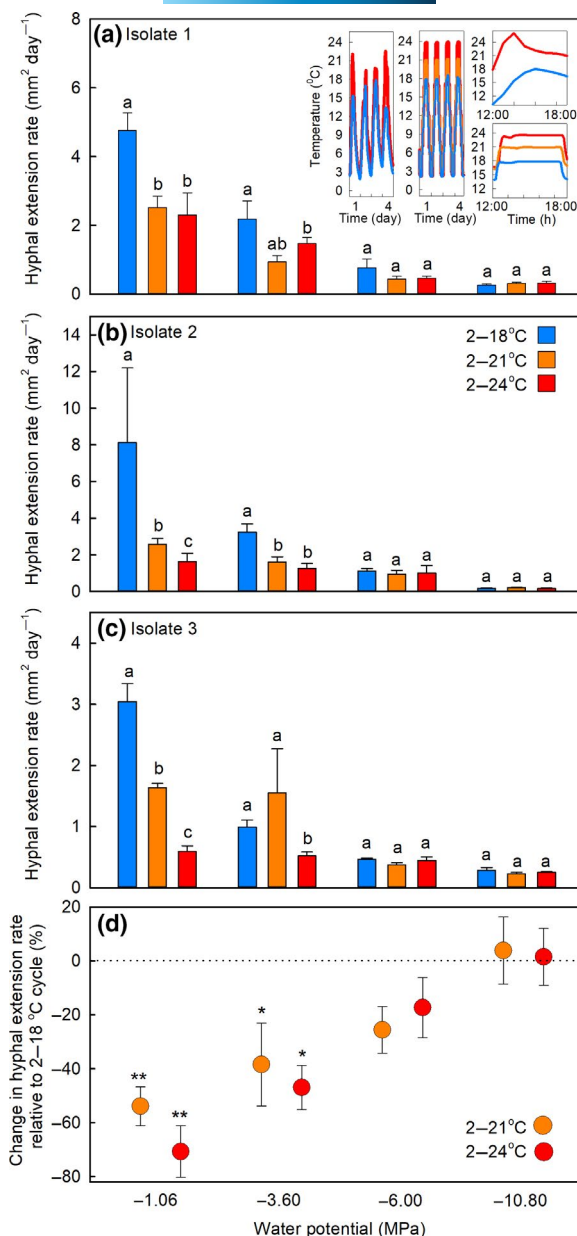 (a) Isolate 1
Hyphal extension rate (mm² day⁻¹)
8
6
4
2
0
a
b
b
a
ab
b
a
a
a
a
a
a
Temperature (⁰C)
24
21
18
15
12
9
6
3
0
1 4
Time (day)
24
21
18
15
12
9
6
3
0
1 4
Time (day)
24
21
18
15
12
12:00 18:00
24
21
18
15
12
12:00 18:00
Time (h)
(b) Isolate 2
Hyphal extension rate (mm² day⁻¹)
14
12
10
8
6
4
2
0
a
b
c
a
b
b
a
a
a
a
a
a
2–18°C
2–21°C
2–24°C
(c) Isolate 3
Hyphal extension rate (mm² day⁻¹)
4
3
2
1
0
a
b
c
a
a
b
a
a
a
a
a
a
(d)
Change in hyphal extension rate
relative to 2–18 °C cycle (%)
20
0
−20
−40
−60
−80
**
**
*
*
2–21°C
2–24°C
−1.06 −3.60 −6.00 −10.80
Water potential (MPa)